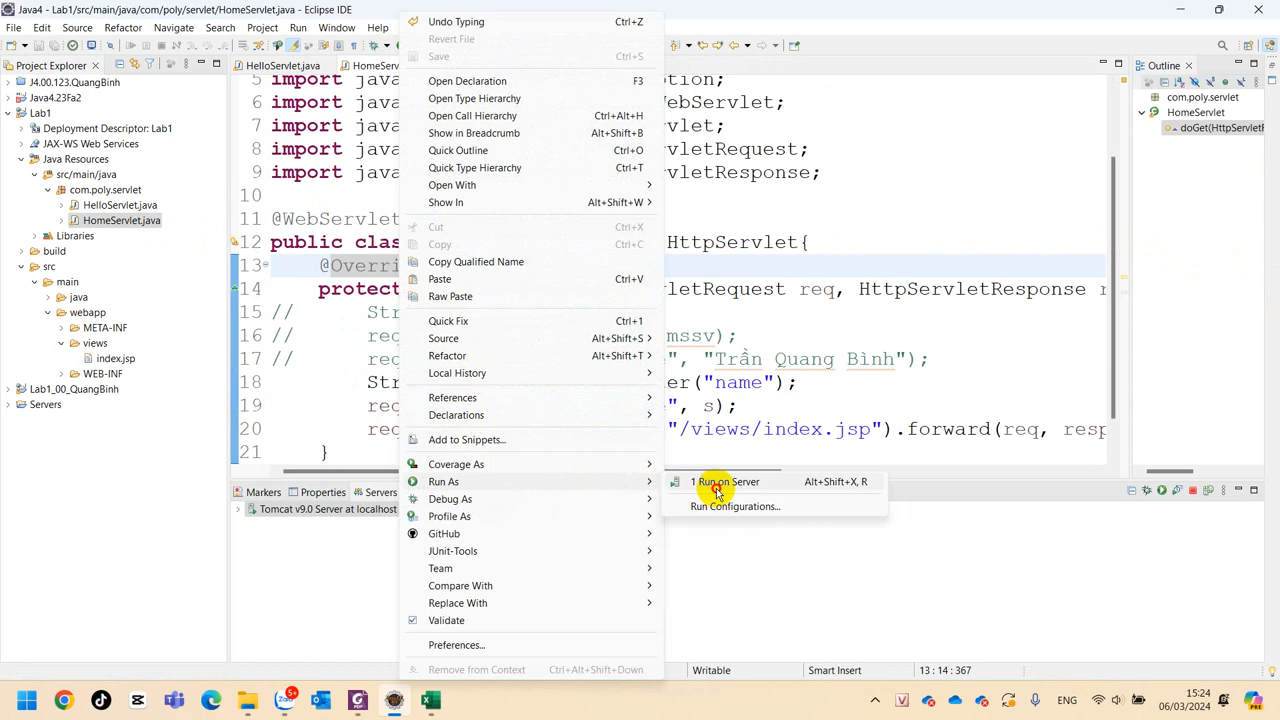 Java4 - Lab1/src/main/java/com/poly/servlet/HomeServlet.java - Eclipse IDE
File Edit Source Refactor Navigate Search Project Run Window Help
Project Explorer
J4.00.123.QuangBinh
Java4.23Fa2
Lab1
Deployment Descriptor: Lab1
JAX-WS Web Services
Java Resources
src/main/java
com.poly.servlet
HelloServlet.java
HomeServlet.java
Libraries
build
src
main
java
webapp
META-INF
views
index.jsp
WEB-INF
Lab1_00_QuangBinh
Servers
HelloServlet.java
5 import
6 import java
7 import java
8 import java
9 import java
10
11 @WebServlet
12 public clas
13
14 protect
15 //
16 //
17 //
18
19
20
21 }
ption;
WebServlet;
vlet;
vletRequest;
vletResponse;
HttpServlet{
vletRequest req, HttpServletResponse r
mssv);
", "Trần Quang Bình");
er("name");
", s);
"/views/index.jsp").forward(req, resp
Undo Typing Ctrl+Z
Revert File
Save Ctrl+S
Open Declaration F3
Open Type Hierarchy
Open Call Hierarchy Ctrl+Alt+H
Show in Breadcrumb Alt+Shift+B
Quick Outline Ctrl+O
Quick Type Hierarchy Ctrl+T
Open With
Show In Alt+Shift+W
Cut Ctrl+X
Copy Ctrl+C
Copy Qualified Name
Paste Ctrl+V
Raw Paste
Quick Fix Ctrl+1
Source Alt+Shift+S
Refactor Alt+Shift+T
Local History
References
Declarations
Add to Snippets...
Coverage As
Run As
Debug As
Profile As
GitHub
JUnit-Tools
Team
Compare With
Replace With
Validate
Preferences...
Remove from Context Ctrl+Alt+Shift+Down
1 Run on Server Alt+Shift+X, R
Run Configurations...
Outline
com.poly.servlet
HomeServlet
doGet(HttpServletR
Markers Properties Servers
Tomcat v9.0 Server at localhost
Writable Smart Insert 13 : 14 : 367
5+
ENG
15:24
06/03/2024